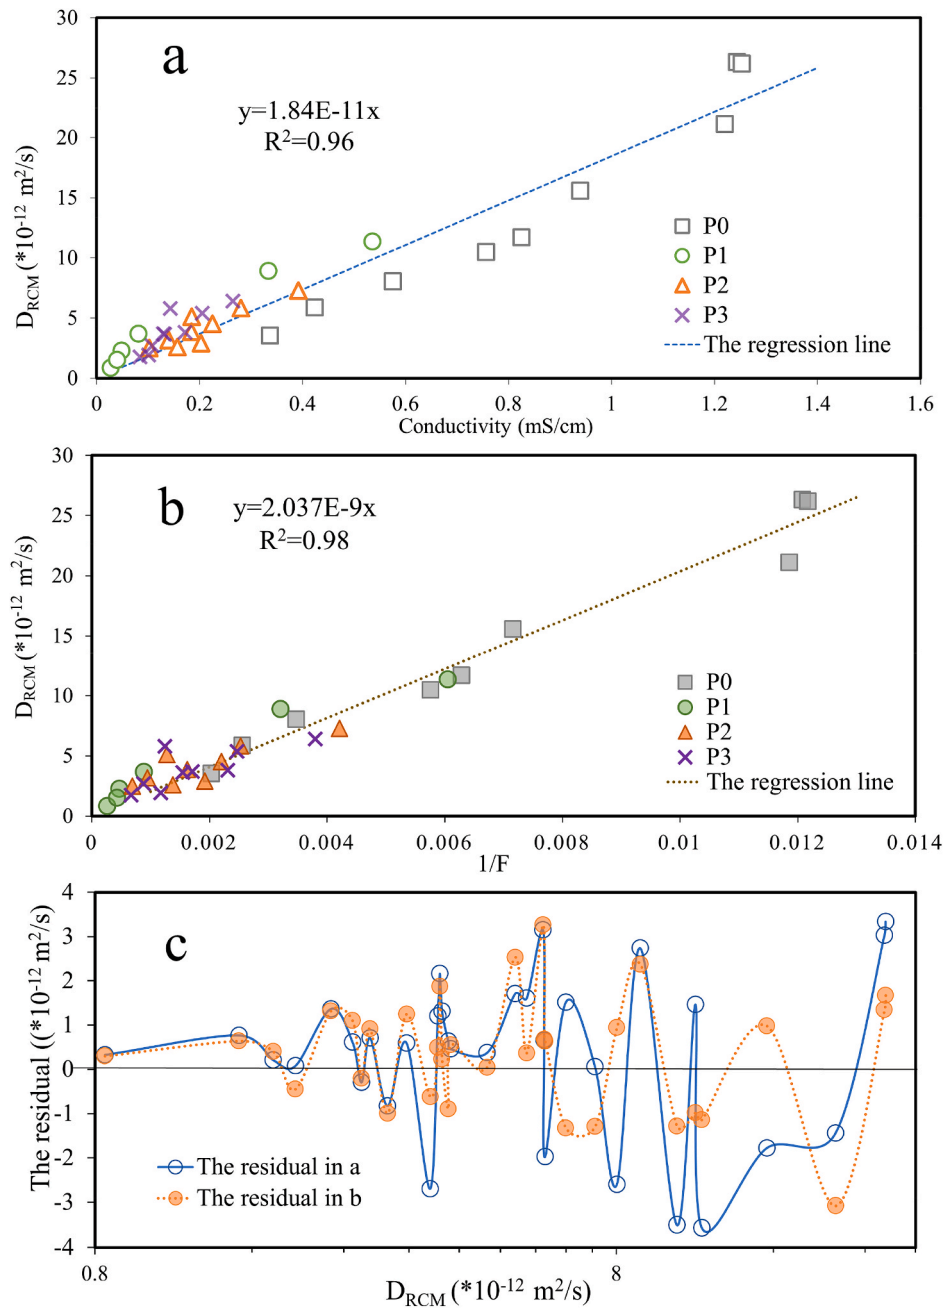 a
y=1.84E-11x
R²=0.96
D_RCM (*10⁻¹² m²/s)
30
25
20
15
10
5
0
P0
P1
P2
P3
The regression line
0 0.2 0.4 0.6 0.8 1 1.2 1.4 1.6
Conductivity (mS/cm)
b
y=2.037E-9x
R²=0.98
D_RCM (*10⁻¹² m²/s)
30
25
20
15
10
5
0
P0
P1
P2
P3
The regression line
0 0.002 0.004 0.006 0.008 0.01 0.012 0.014
1/F
c
The residual ((*10⁻¹² m²/s)
4
3
2
1
0
-1
-2
-3
-4
The residual in a
The residual in b
0.8 8
D_RCM (*10⁻¹² m²/s)